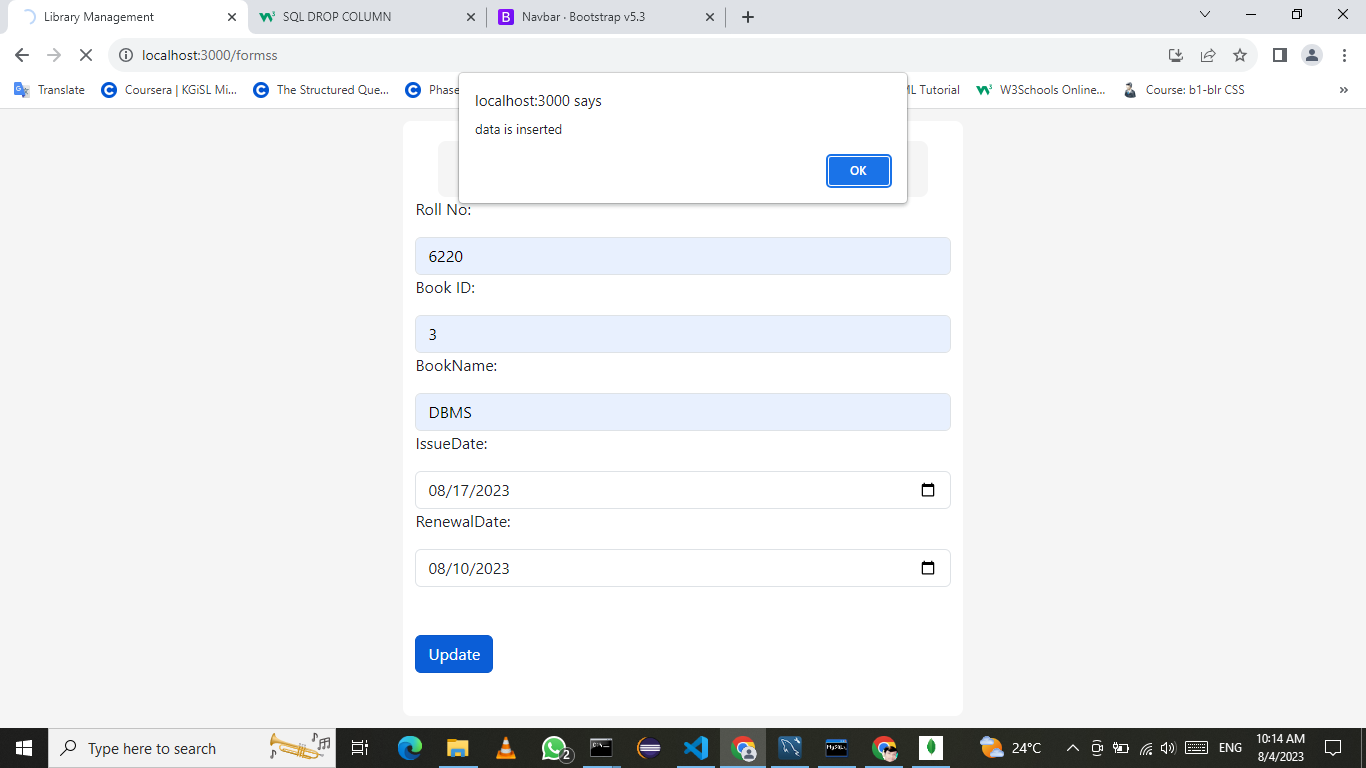 Library Management
SQL DROP COLUMN
Navbar · Bootstrap v5.3
localhost:3000/formss
Translate
Coursera | KGiSL Mi...
The Structured Que...
Phase
ML Tutorial
W3Schools Online...
Course: b1-blr CSS
»
localhost:3000 says
data is inserted
OK
Roll No:
6220
Book ID:
3
BookName:
DBMS
IssueDate:
08/17/2023
RenewalDate:
08/10/2023
Update
Type here to search
2
MySQL
24°C
ENG
10:14 AM
8/4/2023